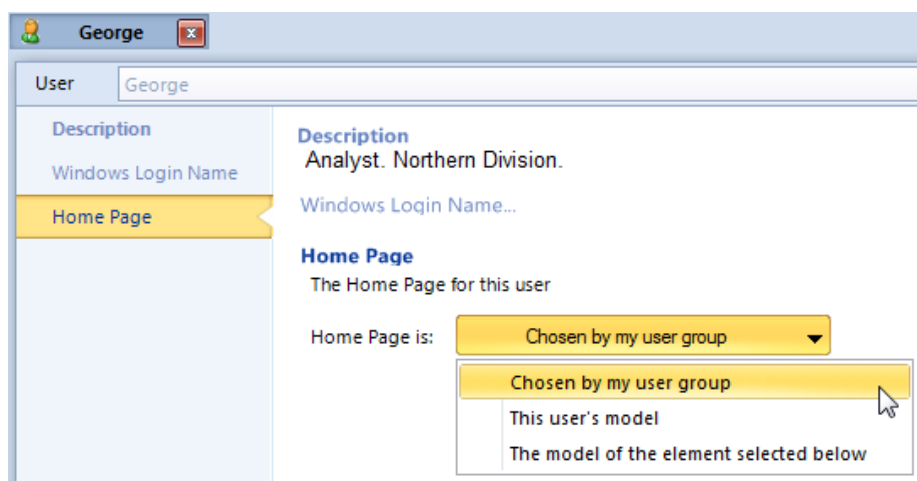 George
User
George
Description
Windows Login Name
Home Page
Description
Analyst. Northern Division.
Windows Login Name...
Home Page
The Home Page for this user
Home Page is:
Chosen by my user group
Chosen by my user group
This user's model
The model of the element selected below